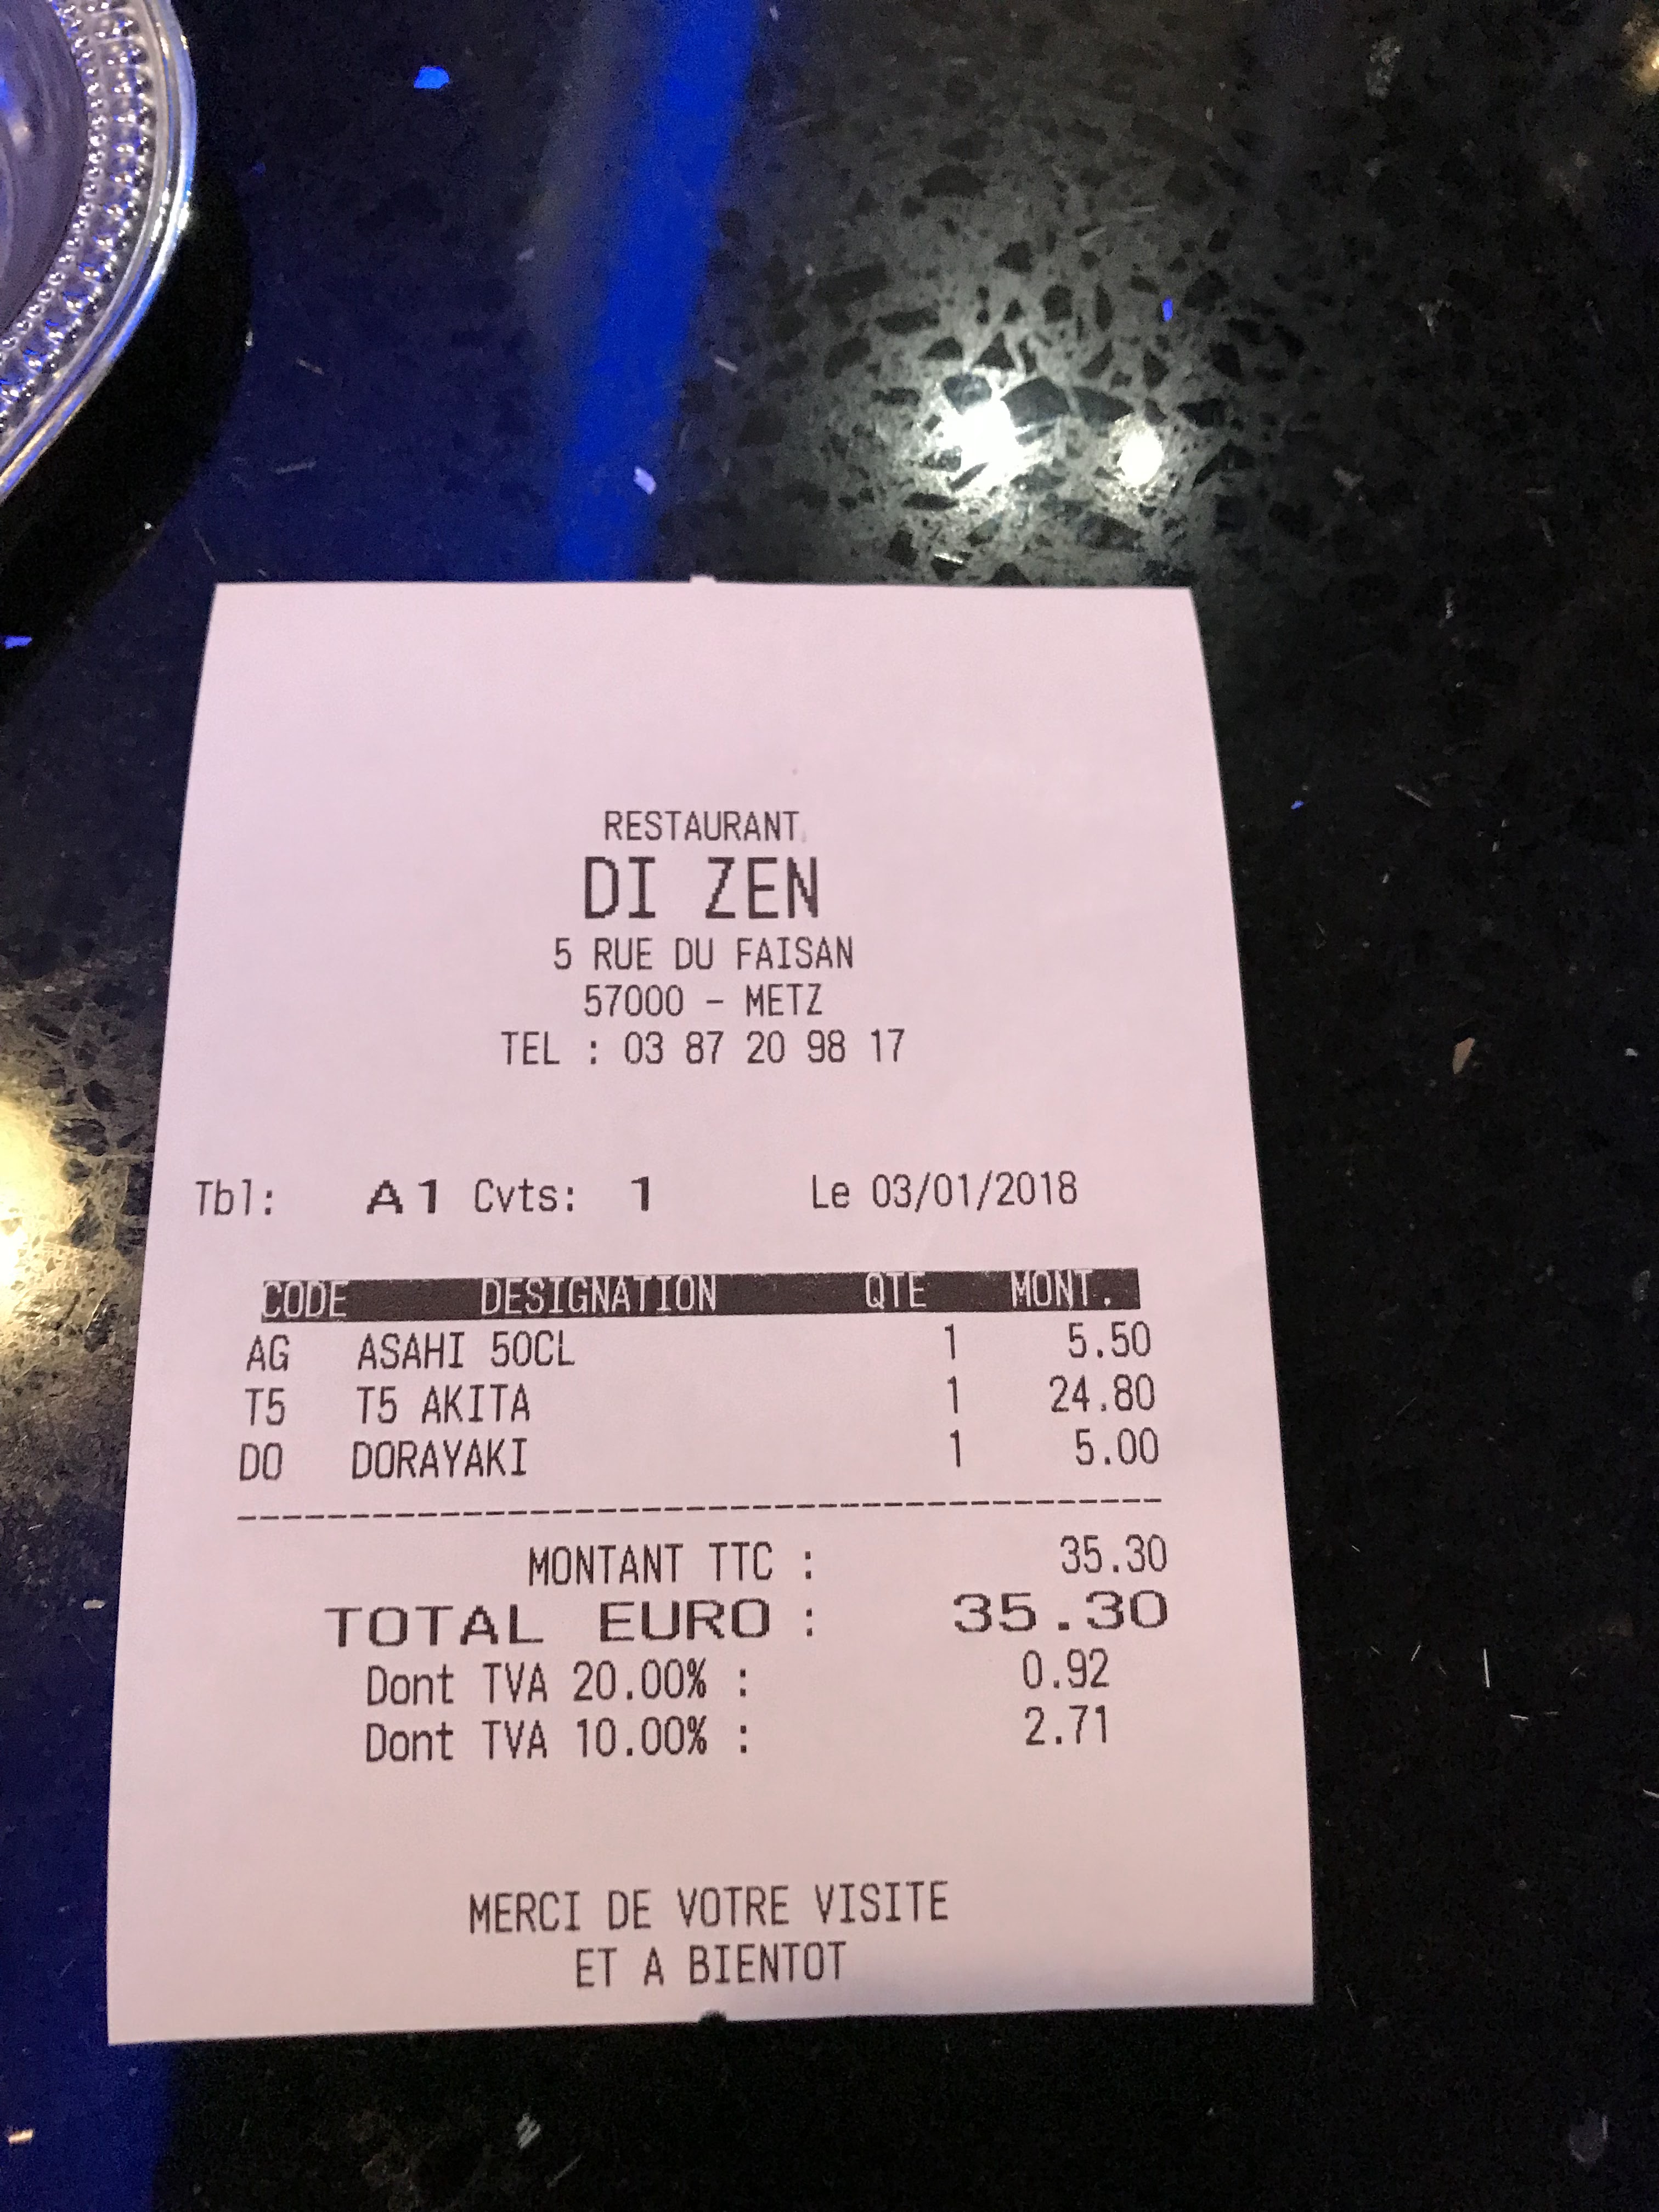 RESTAURANT
DI ZEN
5 RUE DU FAISAN
57000 - METZ
TEL : 03 87 20 98 17
Tbl: A1 Cvts: 1 Le 03/01/2018
CODE DESIGNATION QTE MONT.
AG ASAHI 50CL 1 5.50
T5 T5 AKITA 1 24.80
DO DORAYAKI 1 5.00
MONTANT TTC : 35.30
TOTAL EURO : 35.30
Dont TVA 20.00% : 0.92
Dont TVA 10.00% : 2.71
MERCI DE VOTRE VISITE
ET A BIENTOT